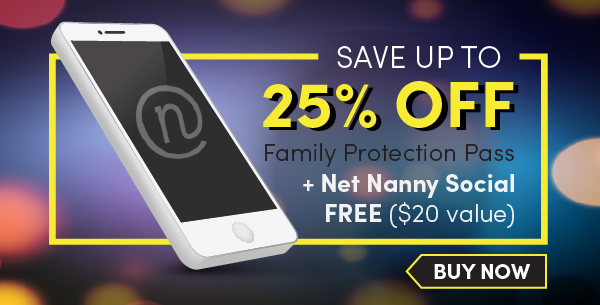 SAVE UP TO
25% OFF
Family Protection Pass
+ Net Nanny Social
FREE ($20 value)
BUY NOW
n